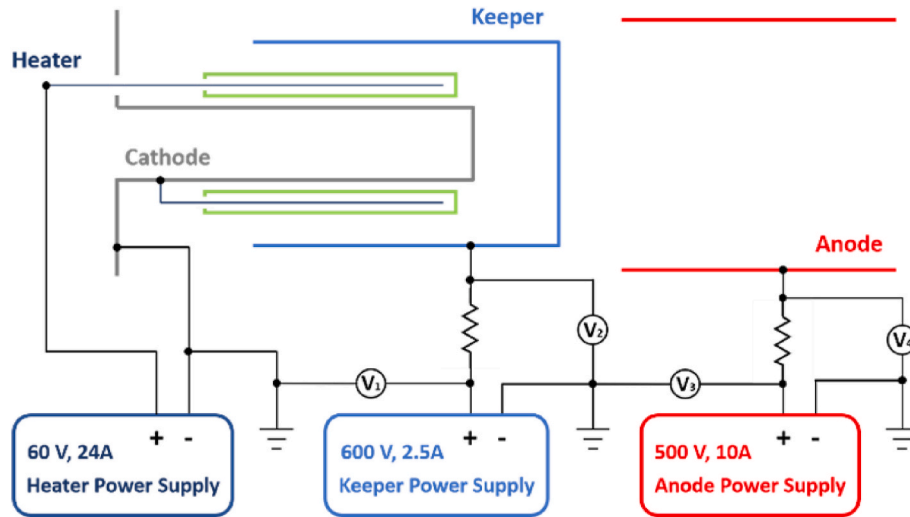 Keeper
Heater
Cathode
Anode
V2
V4
V1
V3
+ -
+ -
+ -
60 V, 24A
Heater Power Supply
600 V, 2.5A
Keeper Power Supply
500 V, 10A
Anode Power Supply